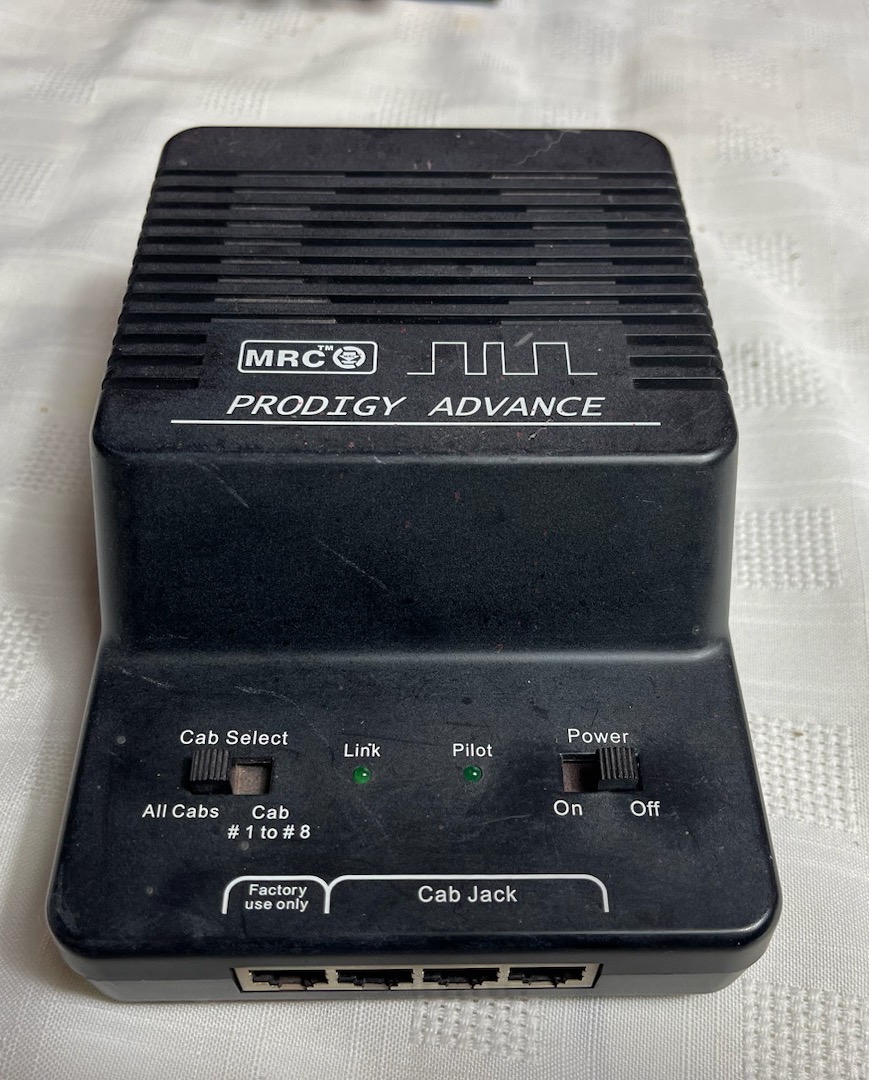 MRC™
PRODIGY ADVANCE
Cab Select
Link
Pilot
Power
All Cabs
Cab
# 1 to # 8
On
Off
Factory
use only
Cab Jack